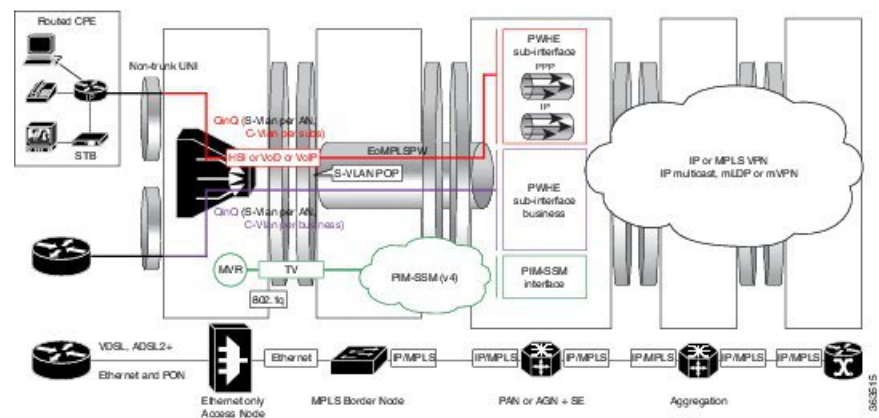 Routed CPE
IP
STB
Non-trunk UNI
QinQ (S-Vlan per AN,
C-Vlan per subs)
HSI or VoD or VoIP
EoMPLSPW
S-VLAN POP
QinQ (S-Vlan per AN,
C-Vlan per business)
MVR
TV
802.1q
PIM-SSM (v4)
PWHE
sub-interface
PPP
IP
PWHE
sub-interface
business
PIM-SSM
interface
IP or MPLS VPN
IP multicast, mLDP or mVPN
VDSL, ADSL2+
Ethernet and PON
Ethernet
IP/MPLS
IP/MPLS
IP/MPLS
IP/MPLS
IP/MPLS
IP/MPLS
Ethernet only
Access Node
MPLS Border Node
PAN or AGN + SE
Aggregation
363515